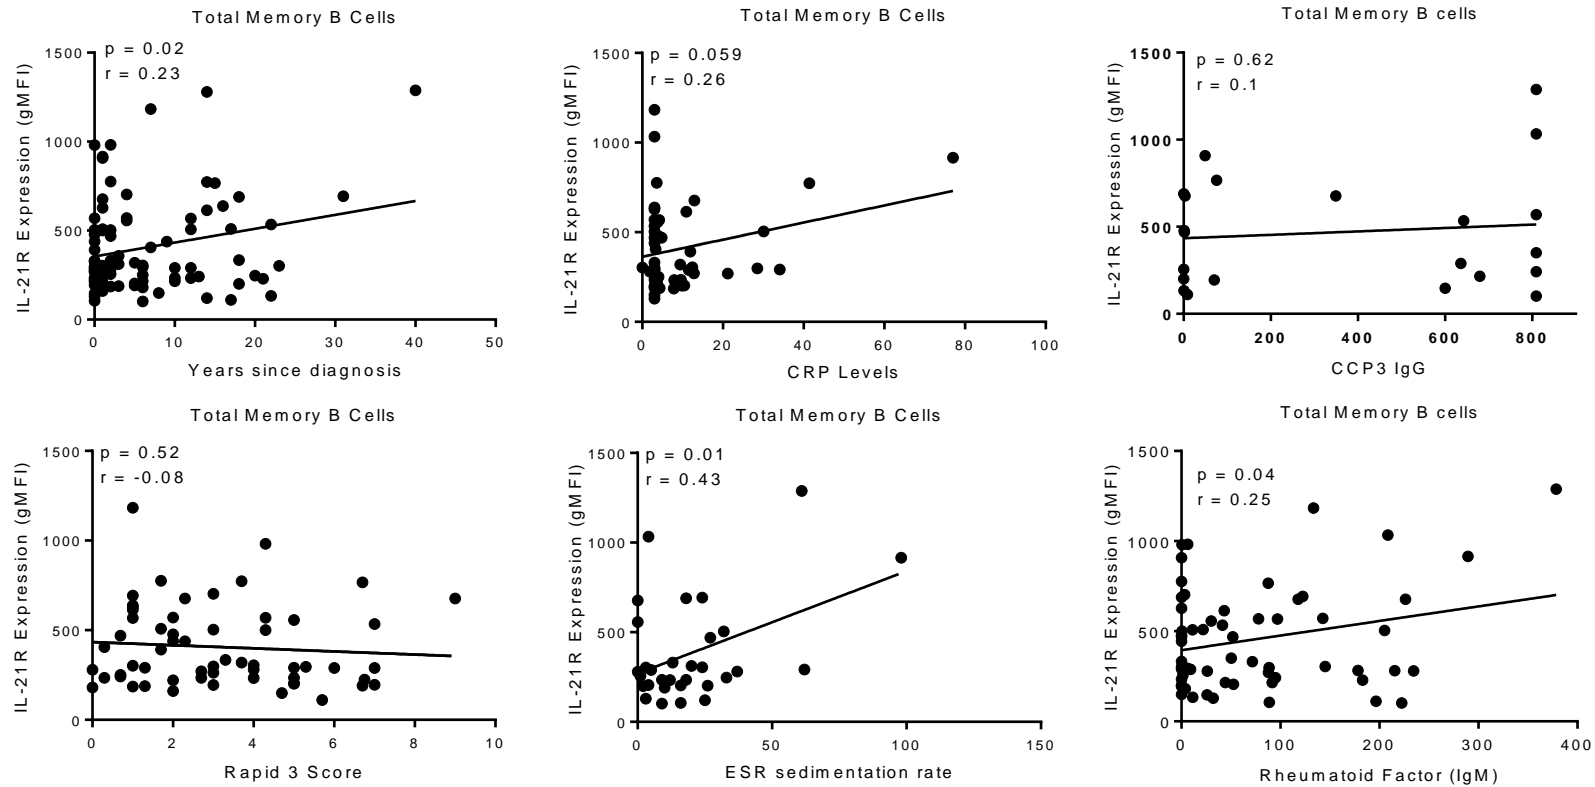 Total Memory B Cells
p = 0.02
r = 0.23
IL-21R Expression (gMFI)
1500
1000
500
0
0 10 20 30 40 50
Years since diagnosis
Total Memory B Cells
p = 0.059
r = 0.26
IL-21R Expression (gMFI)
1500
1000
500
0
0 20 40 60 80 100
CRP Levels
Total Memory B cells
p = 0.62
r = 0.1
IL-21R Expression (gMFI)
1500
1000
500
0
0 200 400 600 800
CCP3 IgG
Total Memory B Cells
p = 0.52
r = -0.08
IL-21R Expression (gMFI)
1500
1000
500
0
0 2 4 6 8 10
Rapid 3 Score
Total Memory B Cells
p = 0.01
r = 0.43
IL-21R Expression (gMFI)
1500
1000
500
0
0 50 100 150
ESR sedimentation rate
Total Memory B cells
p = 0.04
r = 0.25
IL-21R Expression (gMFI)
1500
1000
500
0
0 100 200 300 400
Rheumatoid Factor (IgM)